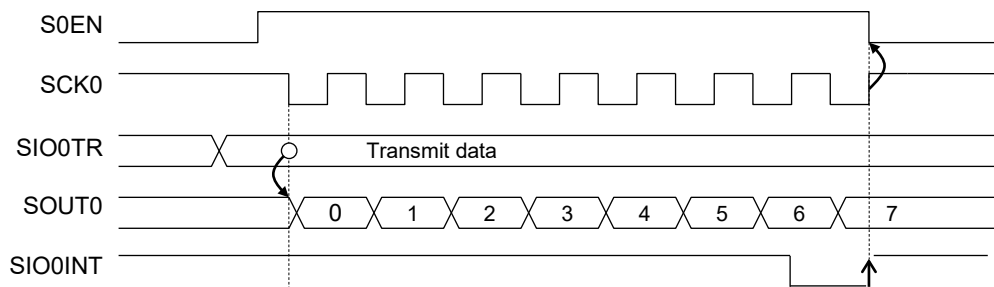 S0EN
SCK0
SIO0TR Transmit data
SOUT0 0 1 2 3 4 5 6 7
SIO0INT